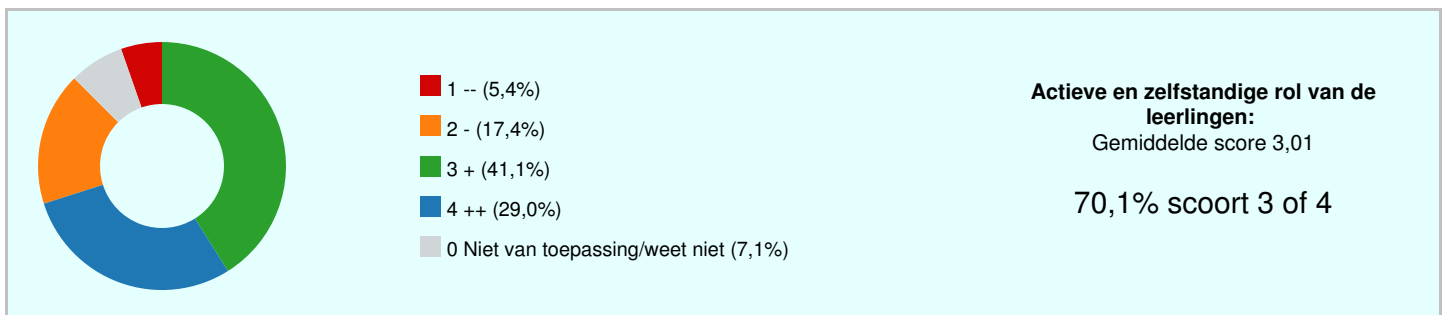 1 -- (5,4%)
2 - (17,4%)
3 + (41,1%)
4 ++ (29,0%)
0 Niet van toepassing/weet niet (7,1%)
Actieve en zelfstandige rol van de
leerlingen:
Gemiddelde score 3,01
70,1% scoort 3 of 4